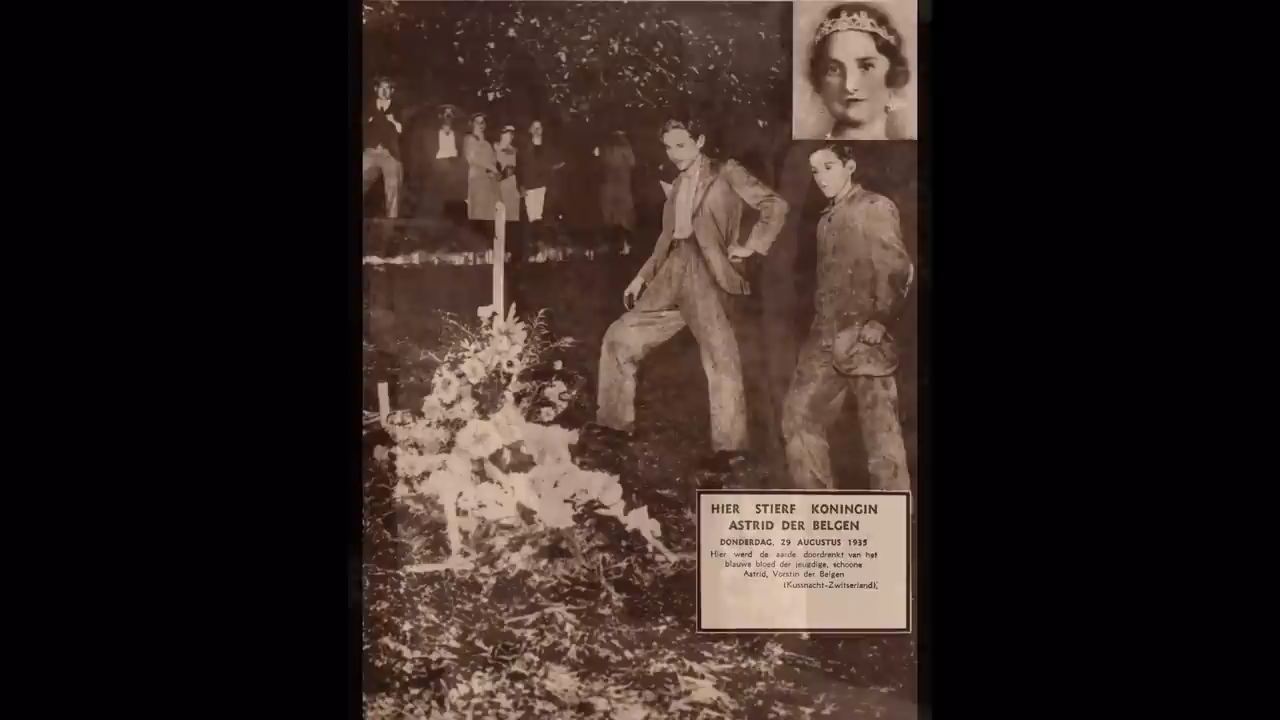 HIER STIERF KONINGIN
ASTRID DER BELGEN
DONDERDAG, 29 AUGUSTUS 1935
Hier werd de aarde doordrenkt van het
blauwe bloed der jeugdige, schoone
Astrid, Vorstin der Belgen
(Kussnacht-Zwitserland).